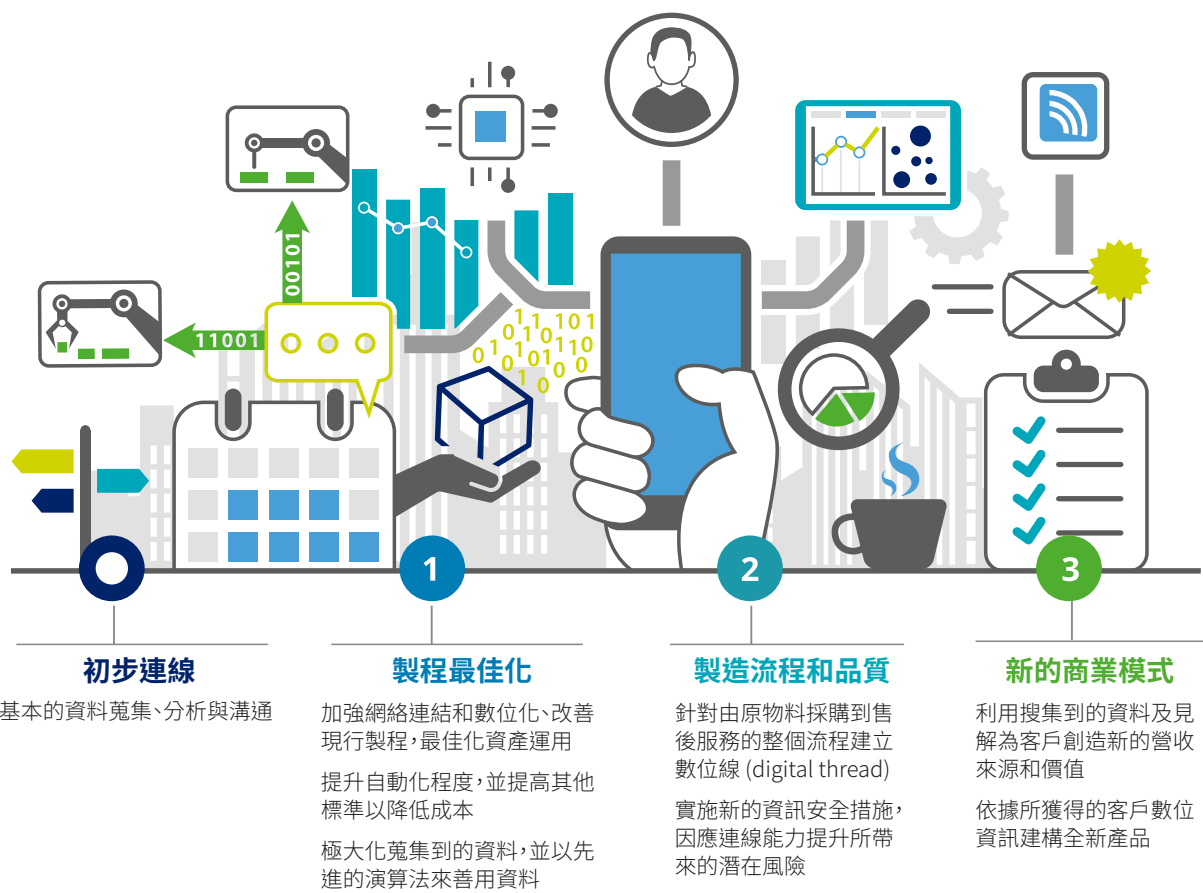 00101
11001
011 101
0 1 0 110
0 1 0 0 1 0 1 1 0
1 0 0 0
1
2
3
初步連線
基本的資料蒐集、分析與溝通
製程最佳化
加強網絡連結和數位化、改善
現行製程,最佳化資產運用
提升自動化程度,並提高其他
標準以降低成本
極大化蒐集到的資料,並以先
進的演算法來善用資料
製造流程和品質
針對由原物料採購到售
後服務的整個流程建立
數位線 (digital thread)
實施新的資訊安全措施,
因應連線能力提升所帶
來的潛在風險
新的商業模式
利用搜集到的資料及見
解為客戶創造新的營收
來源和價值
依據所獲得的客戶數位
資訊建構全新產品